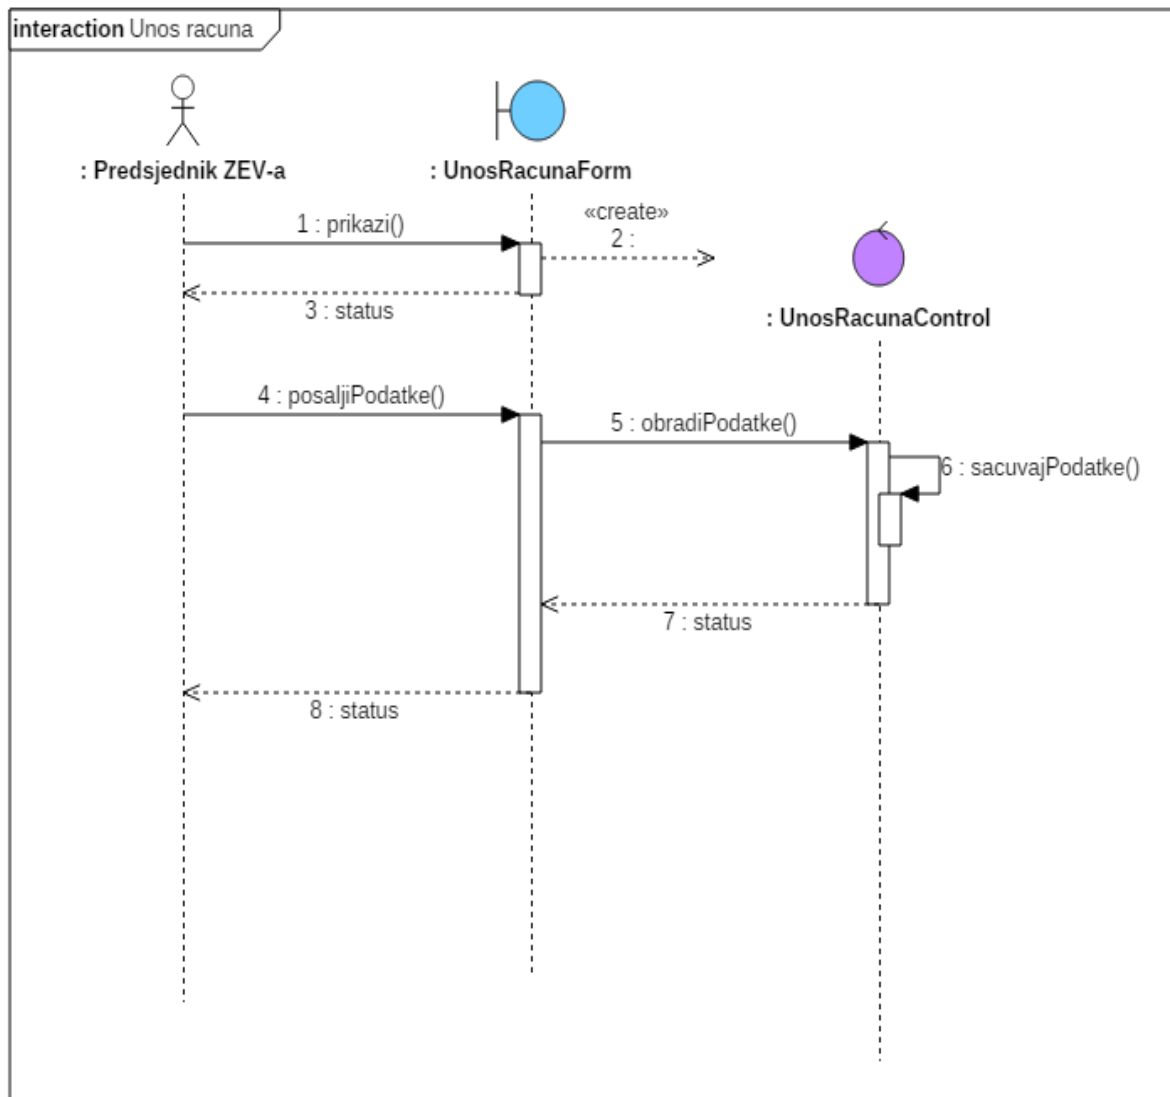 interaction Unos racuna
: Predsjednik ZEV-a
: UnosRacunaForm
1 : prikazi()
«create»
2 :
3 : status
: UnosRacunaControl
4 : posaljiPodatke()
5 : obradiPodatke()
6 : sacuvajPodatke()
7 : status
8 : status